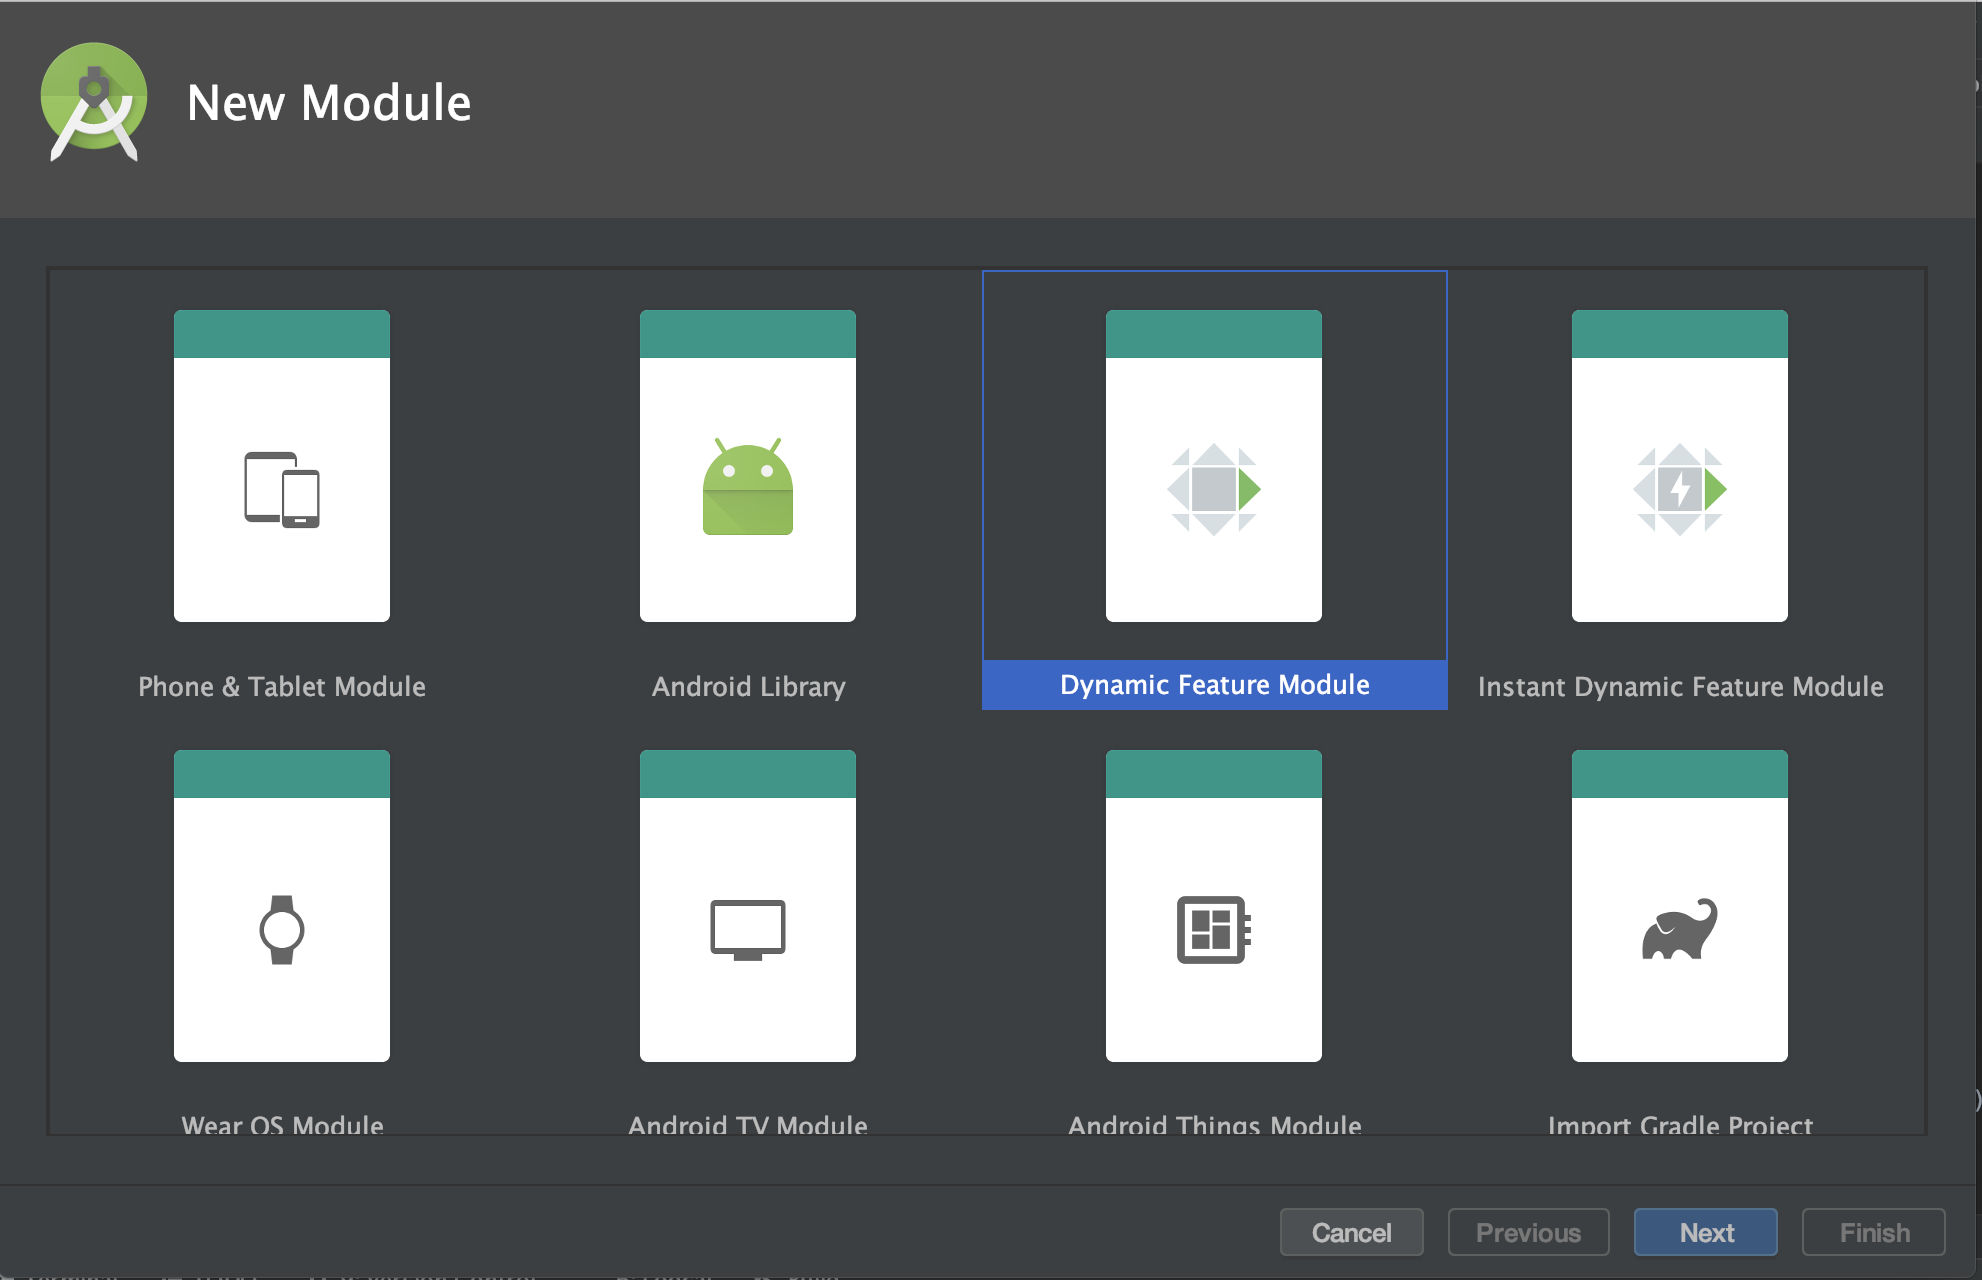 New Module
Phone & Tablet Module
Android Library
Dynamic Feature Module
Instant Dynamic Feature Module
Wear OS Module
Android TV Module
Android Things Module
Import Gradle Project
Cancel
Previous
Next
Finish